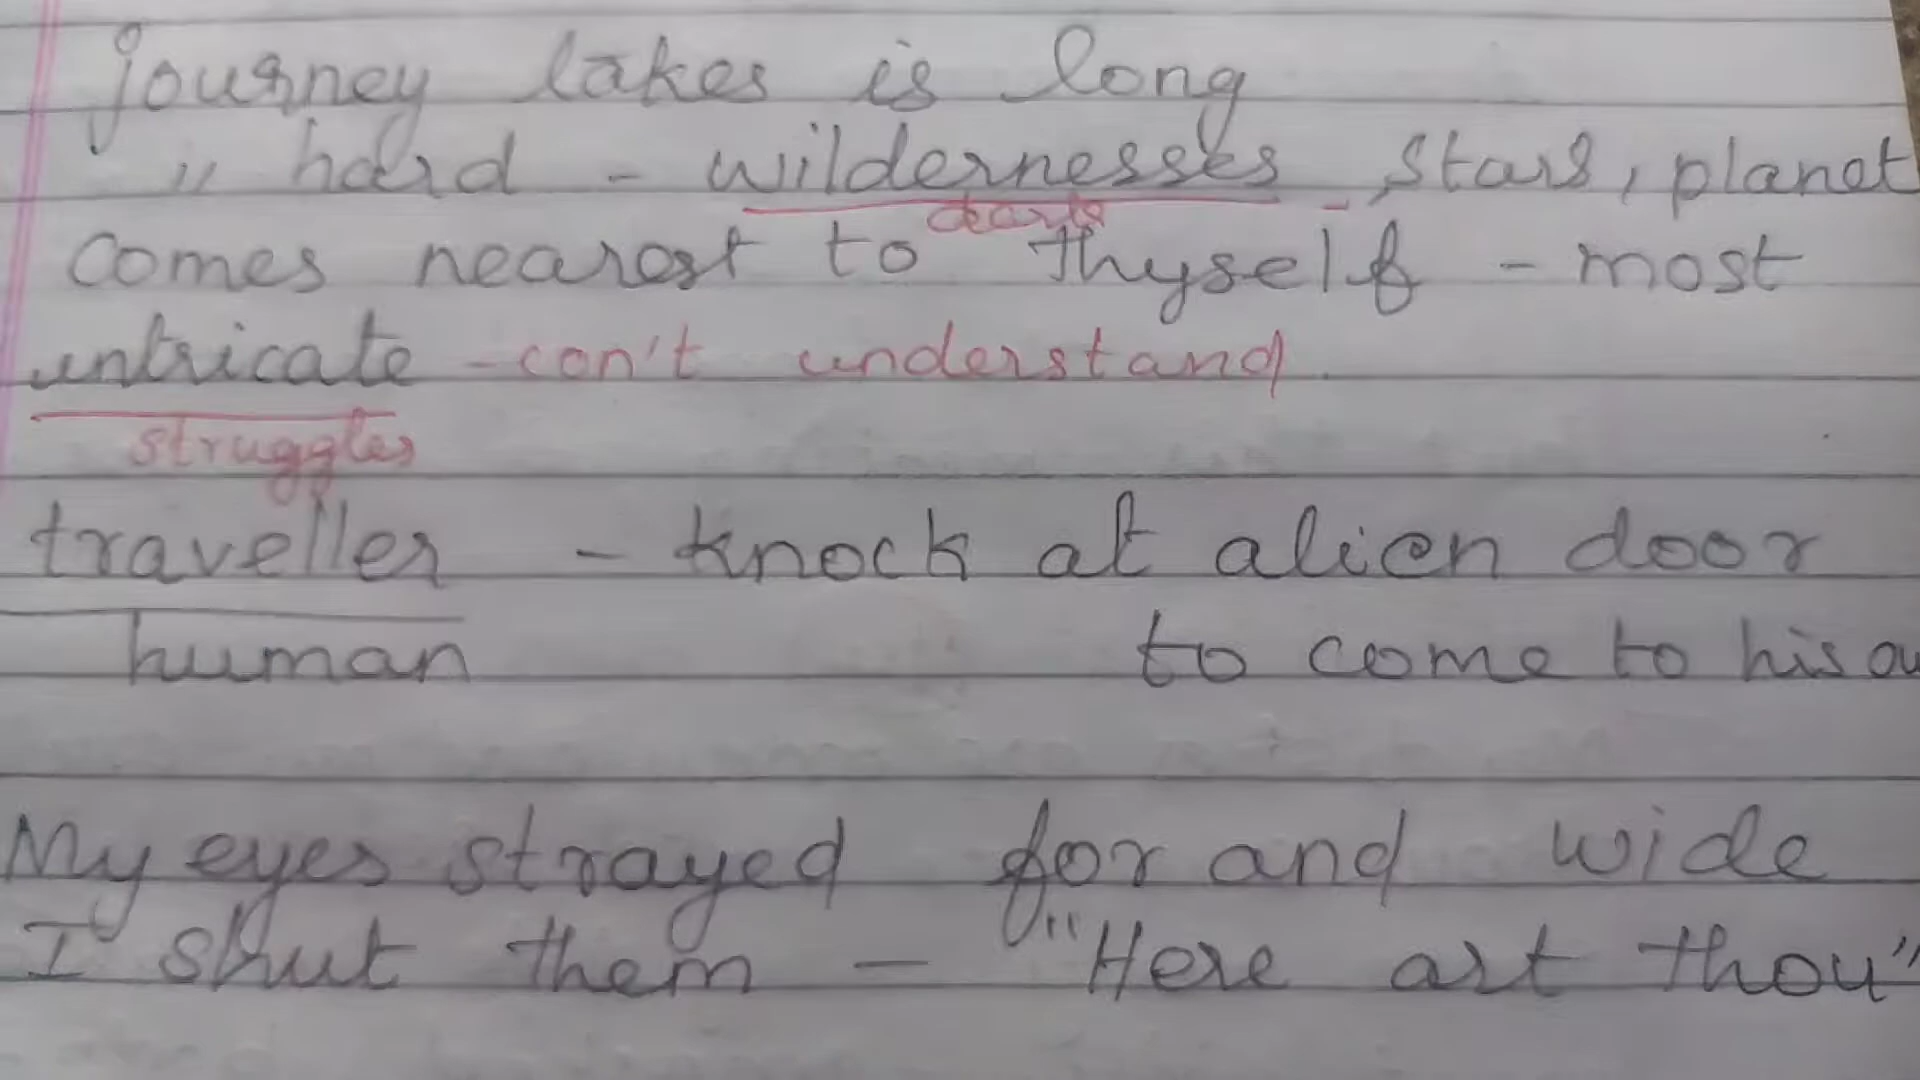 journey takes is long
" hard - wildernesses, stars, planet
comes nearest to thyself - most
intricate - can't understand
struggles
traveller - knock at alien door
human to come to his ow
My eyes strayed far and wide
I shut them - "Here art thou"